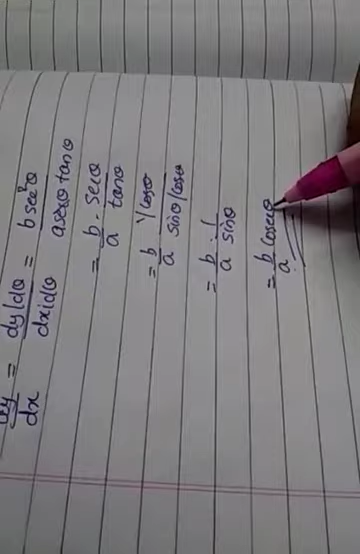 dy/dx = dy/dθ / dx/dθ = b sec²θ / a secθ tanθ
= b/a · secθ / tanθ
= b/a 1/cosθ / sinθ/cosθ
= b/a · 1/sinθ
= b/a cosecθ